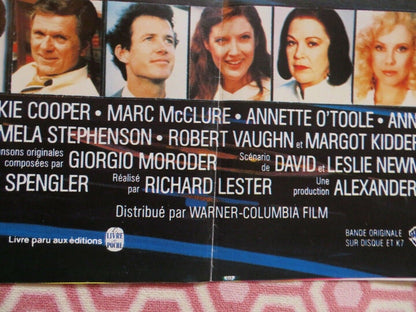 KIE COOPER • MARC McCLURE • ANNETTE O'TOOLE • ANN
MELA STEPHENSON • ROBERT VAUGHN et MARGOT KIDDER
nsons originales
composées par GIORGIO MORODER
Scénario
de DAVID et LESLIE NEWM
SPENGLER
Réalisé
par RICHARD LESTER
Une
production ALEXANDER
Distribué par WARNER-COLUMBIA FILM
Livre paru aux éditions
LE LIVRE
DE
POCHE
BANDE ORIGINALE
SUR DISQUE ET K7